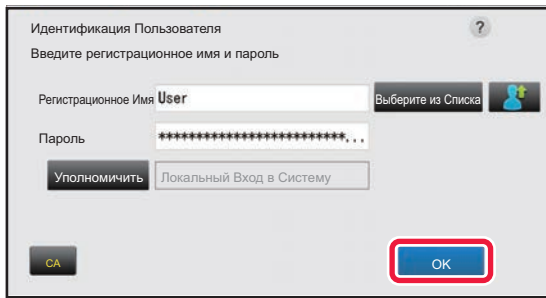 Идентификация Пользователя ?
Введите регистрационное имя и пароль
Регистрационное Имя User Выберите из Списка
Пароль **************************...
Уполномичить Локальный Вход в Систему
CA OK